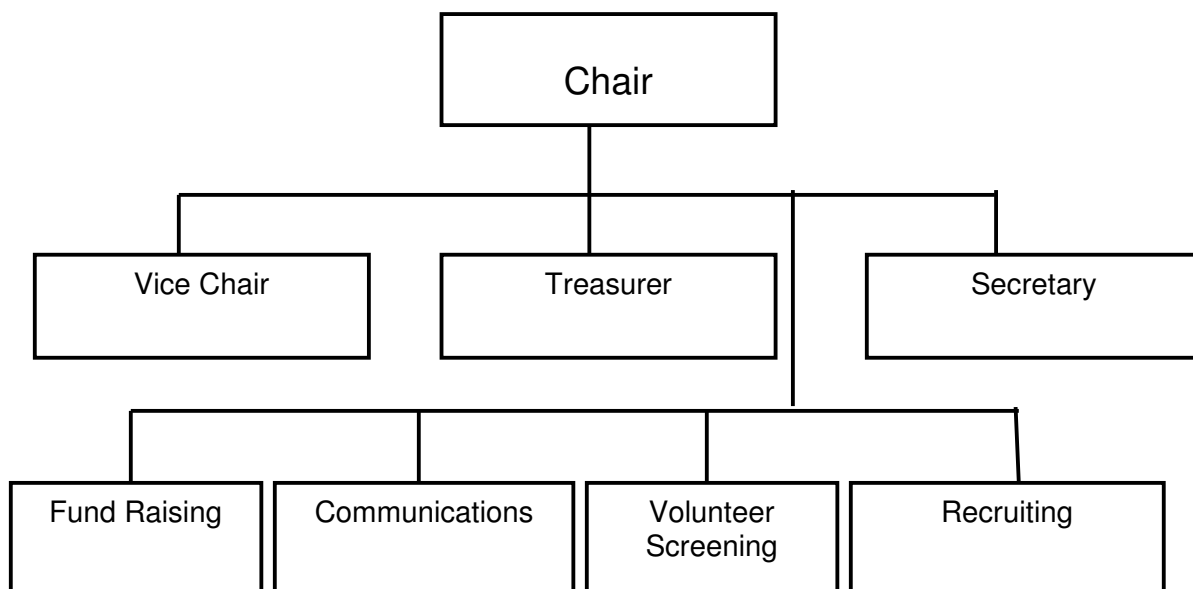 Chair
Vice Chair
Treasurer
Secretary
Fund Raising
Communications
Volunteer
Screening
Recruiting